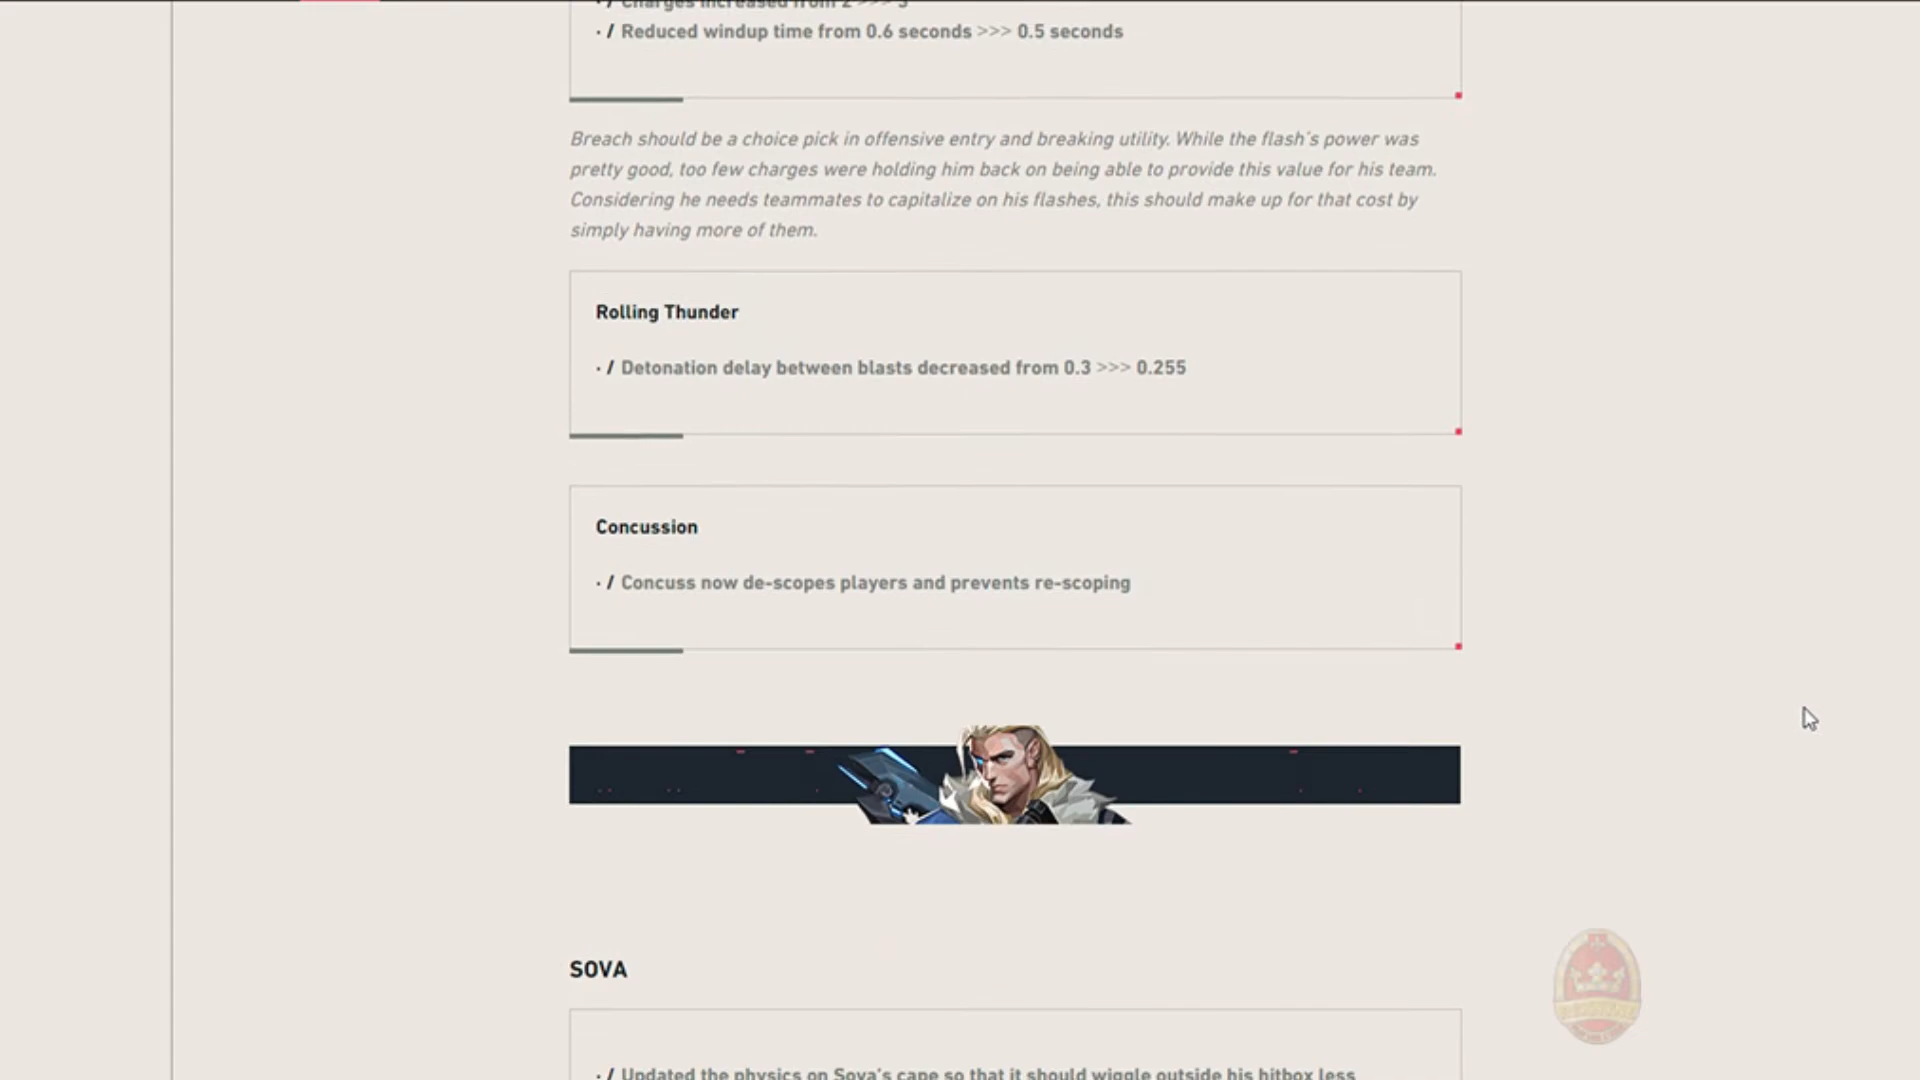 · / Charges increased from 2 >>> 3
· / Reduced windup time from 0.6 seconds >>> 0.5 seconds
Breach should be a choice pick in offensive entry and breaking utility. While the flash's power was
pretty good, too few charges were holding him back on being able to provide this value for his team.
Considering he needs teammates to capitalize on his flashes, this should make up for that cost by
simply having more of them.
Rolling Thunder
· / Detonation delay between blasts decreased from 0.3 >>> 0.255
Concussion
· / Concuss now de-scopes players and prevents re-scoping
SOVA
· / Updated the physics on Sova's cape so that it should wiggle outside his hitbox less